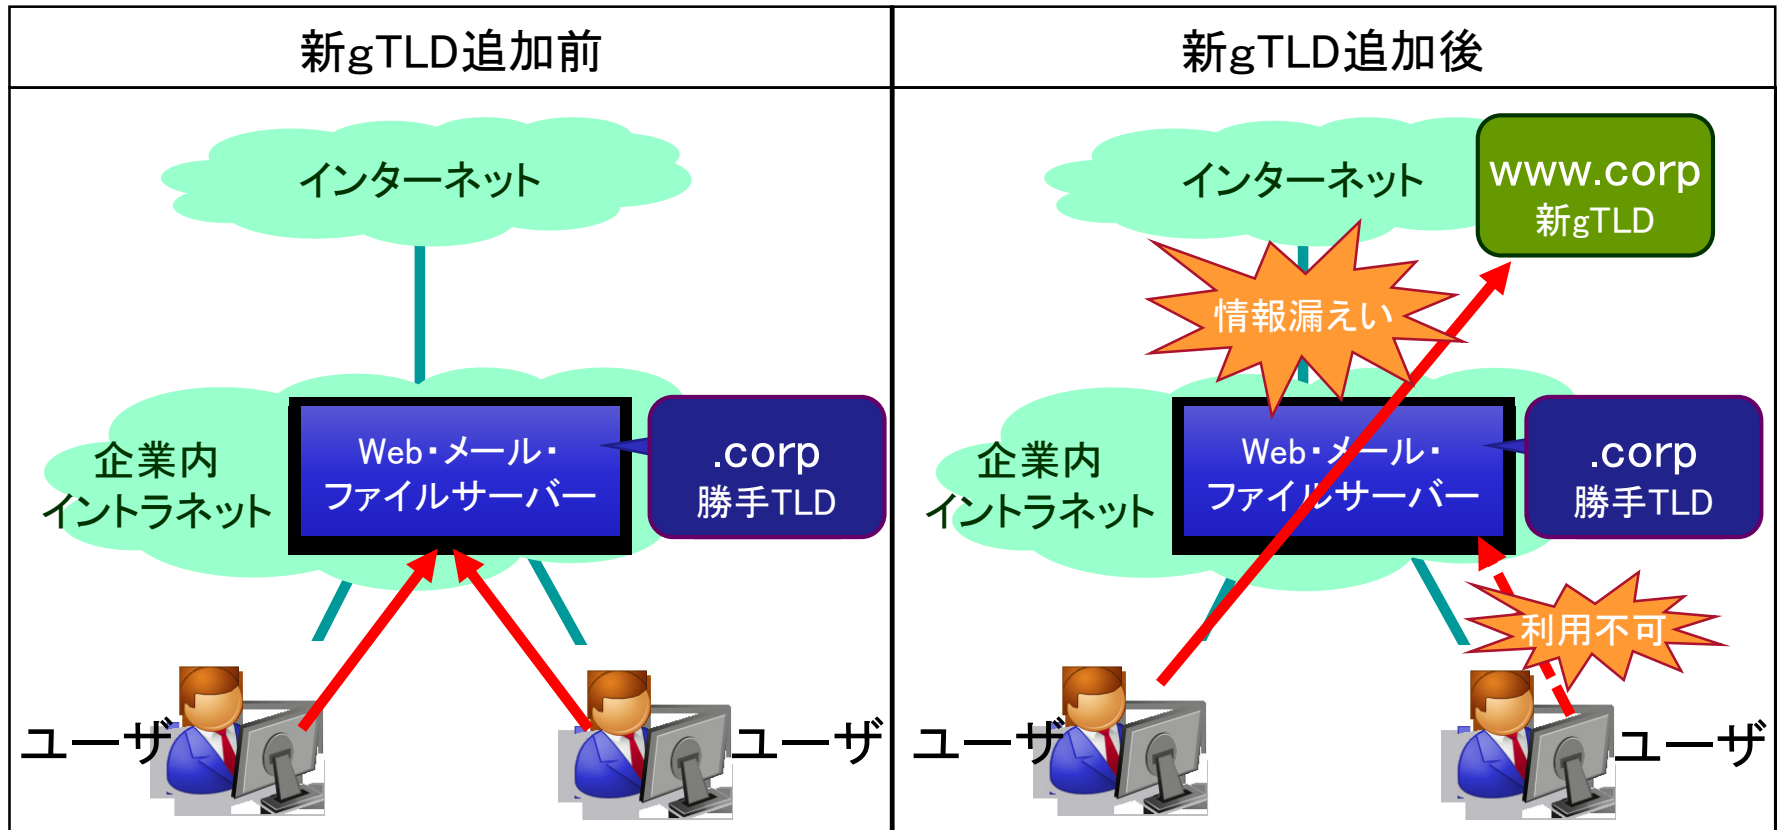 新gTLD追加前
インターネット
企業内
イントラネット
Web・メール・
ファイルサーバー
.corp
勝手TLD
ユーザ
ユーザ
新gTLD追加後
インターネット
www.corp
新gTLD
情報漏えい
企業内
イントラネット
Web・メール・
ファイルサーバー
.corp
勝手TLD
利用不可
ユーザ
ユーザ